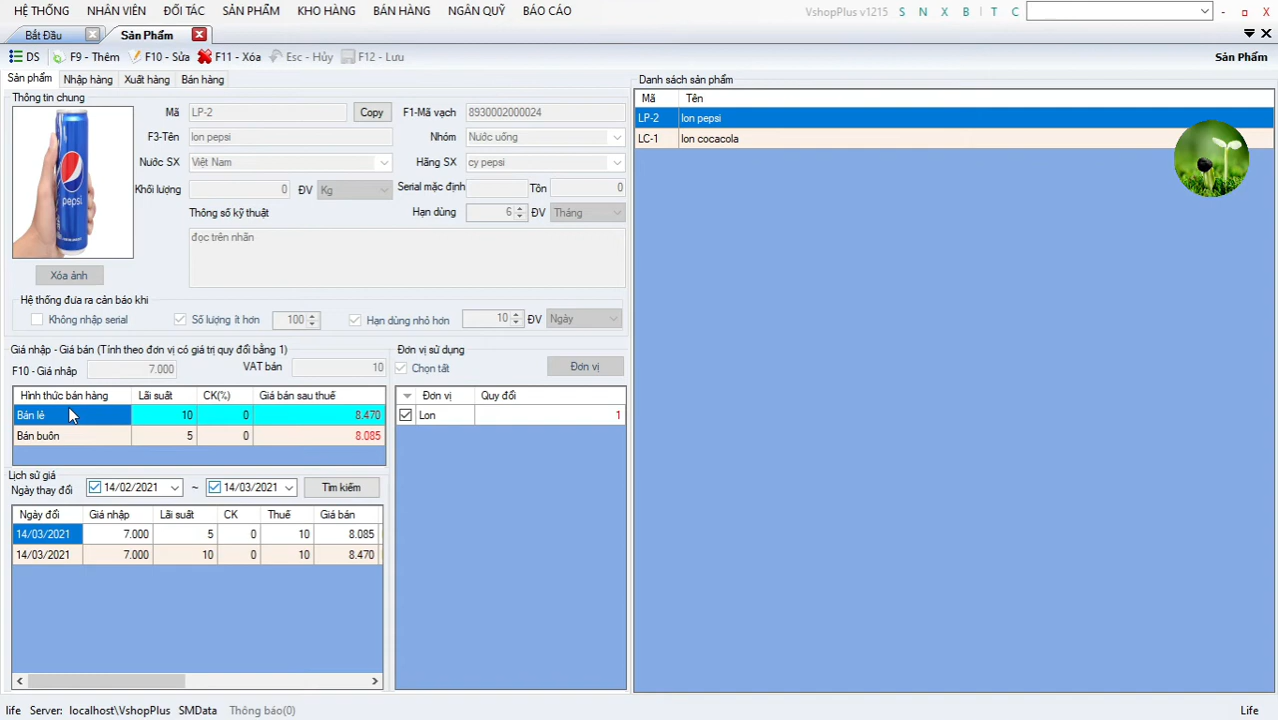 HỆ THỐNG NHÂN VIÊN ĐỐI TÁC SẢN PHẨM KHO HÀNG BÁN HÀNG NGÂN QUỸ BÁO CÁO VshopPlus v1215 S N X B T C
Bắt Đầu Sản Phẩm
DS F9 - Thêm F10 - Sửa F11 - Xóa Esc - Hủy F12 - Lưu Sản Phẩm
Sản phẩm Nhập hàng Xuất hàng Bán hàng
Thông tin chung
Mã LP-2 Copy F1-Mã vạch 8930002000024
F3-Tên lon pepsi Nhóm Nước uống
Nước SX Việt Nam Hãng SX cy pepsi
Khối lượng 0 ĐV Kg Serial mặc định Tồn 0
Thông số kỹ thuật Hạn dùng 6 ĐV Tháng
đọc trên nhãn
pepsi
Xóa ảnh
Hệ thống đưa ra cản báo khi
Không nhập serial Số lượng ít hơn 100 Hạn dùng nhỏ hơn 10 ĐV Ngày
Giá nhập - Giá bán (Tính theo đơn vị có giá trị quy đổi bằng 1)
F10 - Giá nhập 7.000 VAT bán 10
Hình thức bán hàng Lãi suất CK(%) Giá bán sau thuế
Bán lẻ 10 0 8.470
Bán buôn 5 0 8.085
Đơn vị sử dụng
Chọn tất Đơn vị
Đơn vị Quy đổi
Lon 1
Lịch sử giá
Ngày thay đổi 14/02/2021 ~ 14/03/2021 Tìm kiếm
Ngày đổi Giá nhập Lãi suất CK Thuế Giá bán
14/03/2021 7.000 5 0 10 8.085
14/03/2021 7.000 10 0 10 8.470
Danh sách sản phẩm
Mã Tên
LP-2 lon pepsi
LC-1 lon cocacola
life Server: localhost\VshopPlus SMData Thông báo(0) Life